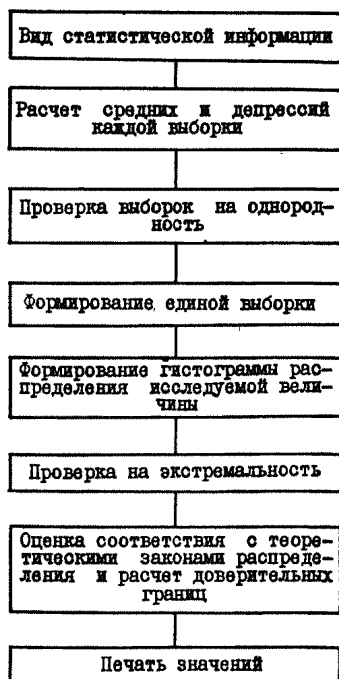 Вид статистической информации
Расчет средних и депрессий
каждой выборки
Проверка выборок на однород-
ность
Формирование единой выборки
Формирование гистограммы рас-
пределения исследуемой вели-
чины
Проверка на экстремальность
Оценка соответствия с теоре-
тическими законами распреде-
ления и расчет доверительных
границ
Печать значений